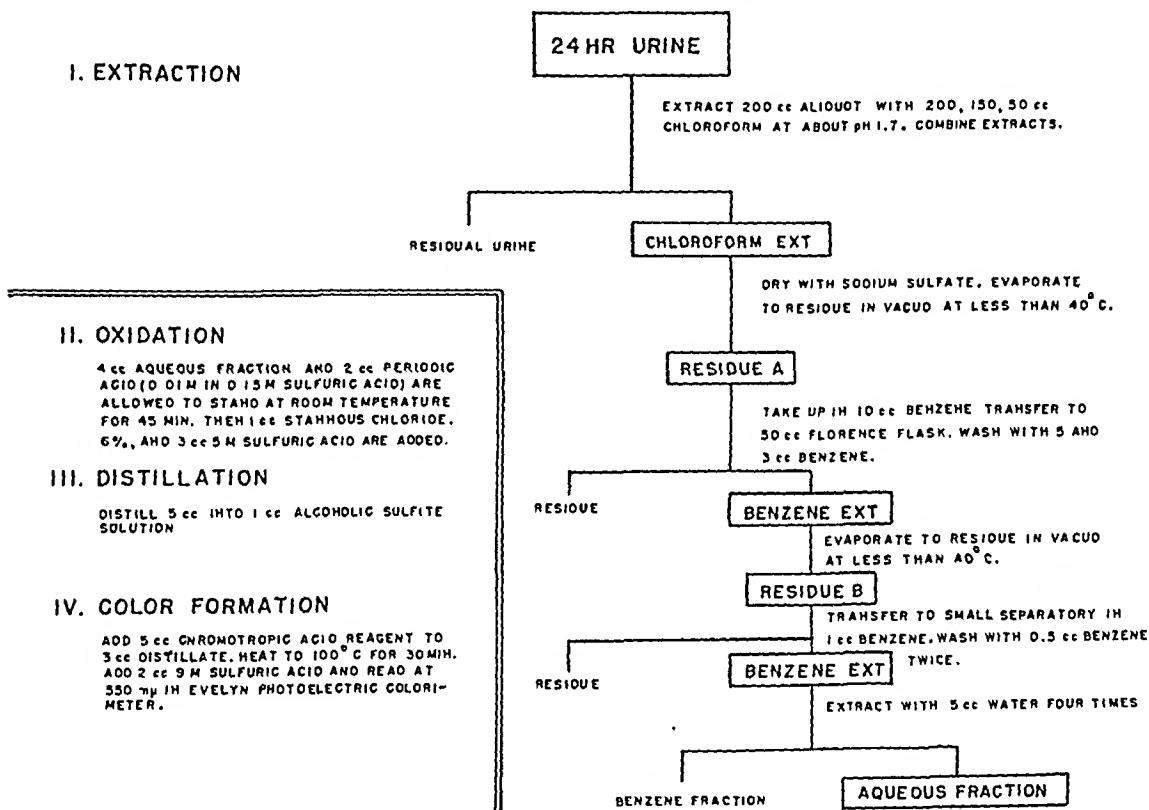 I. EXTRACTION
24 HR URINE
EXTRACT 200 cc ALIQUOT WITH 200, 150, 50 cc
CHLOROFORM AT ABOUT pH 1.7. COMBINE EXTRACTS.
RESIDUAL URINE
CHLOROFORM EXT
DRY WITH SODIUM SULFATE. EVAPORATE
TO RESIDUE IN VACUO AT LESS THAN 40°C.
RESIDUE A
TAKE UP IN 10 cc BENZENE TRANSFER TO
50 cc FLORENCE FLASK. WASH WITH 5 AND
3 cc BENZENE.
RESIDUE
BENZENE EXT
EVAPORATE TO RESIDUE IN VACUO
AT LESS THAN 40°C.
RESIDUE B
TRANSFER TO SMALL SEPARATORY IN
1 cc BENZENE. WASH WITH 0.5 cc BENZENE
TWICE.
RESIDUE
BENZENE EXT
EXTRACT WITH 5 cc WATER FOUR TIMES
BENZENE FRACTION
AQUEOUS FRACTION
II. OXIDATION
4 cc AQUEOUS FRACTION AND 2 cc PERIODIC
ACID (0 01 M IN 0 15 M SULFURIC ACID) ARE
ALLOWED TO STAND AT ROOM TEMPERATURE
FOR 45 MIN. THEN 1 cc STANNOUS CHLORIDE,
6%, AND 3 cc 5 M SULFURIC ACID ARE ADDED.
III. DISTILLATION
DISTILL 5 cc INTO 1 cc ALCOHOLIC SULFITE
SOLUTION
IV. COLOR FORMATION
ADD 5 cc CHROMOTROPIC ACID REAGENT TO
3 cc DISTILLATE. HEAT TO 100°C FOR 30 MIN.
ADD 2 cc 9 M SULFURIC ACID AND READ AT
550 mμ IN EVELYN PHOTOELECTRIC COLORI-
METER.